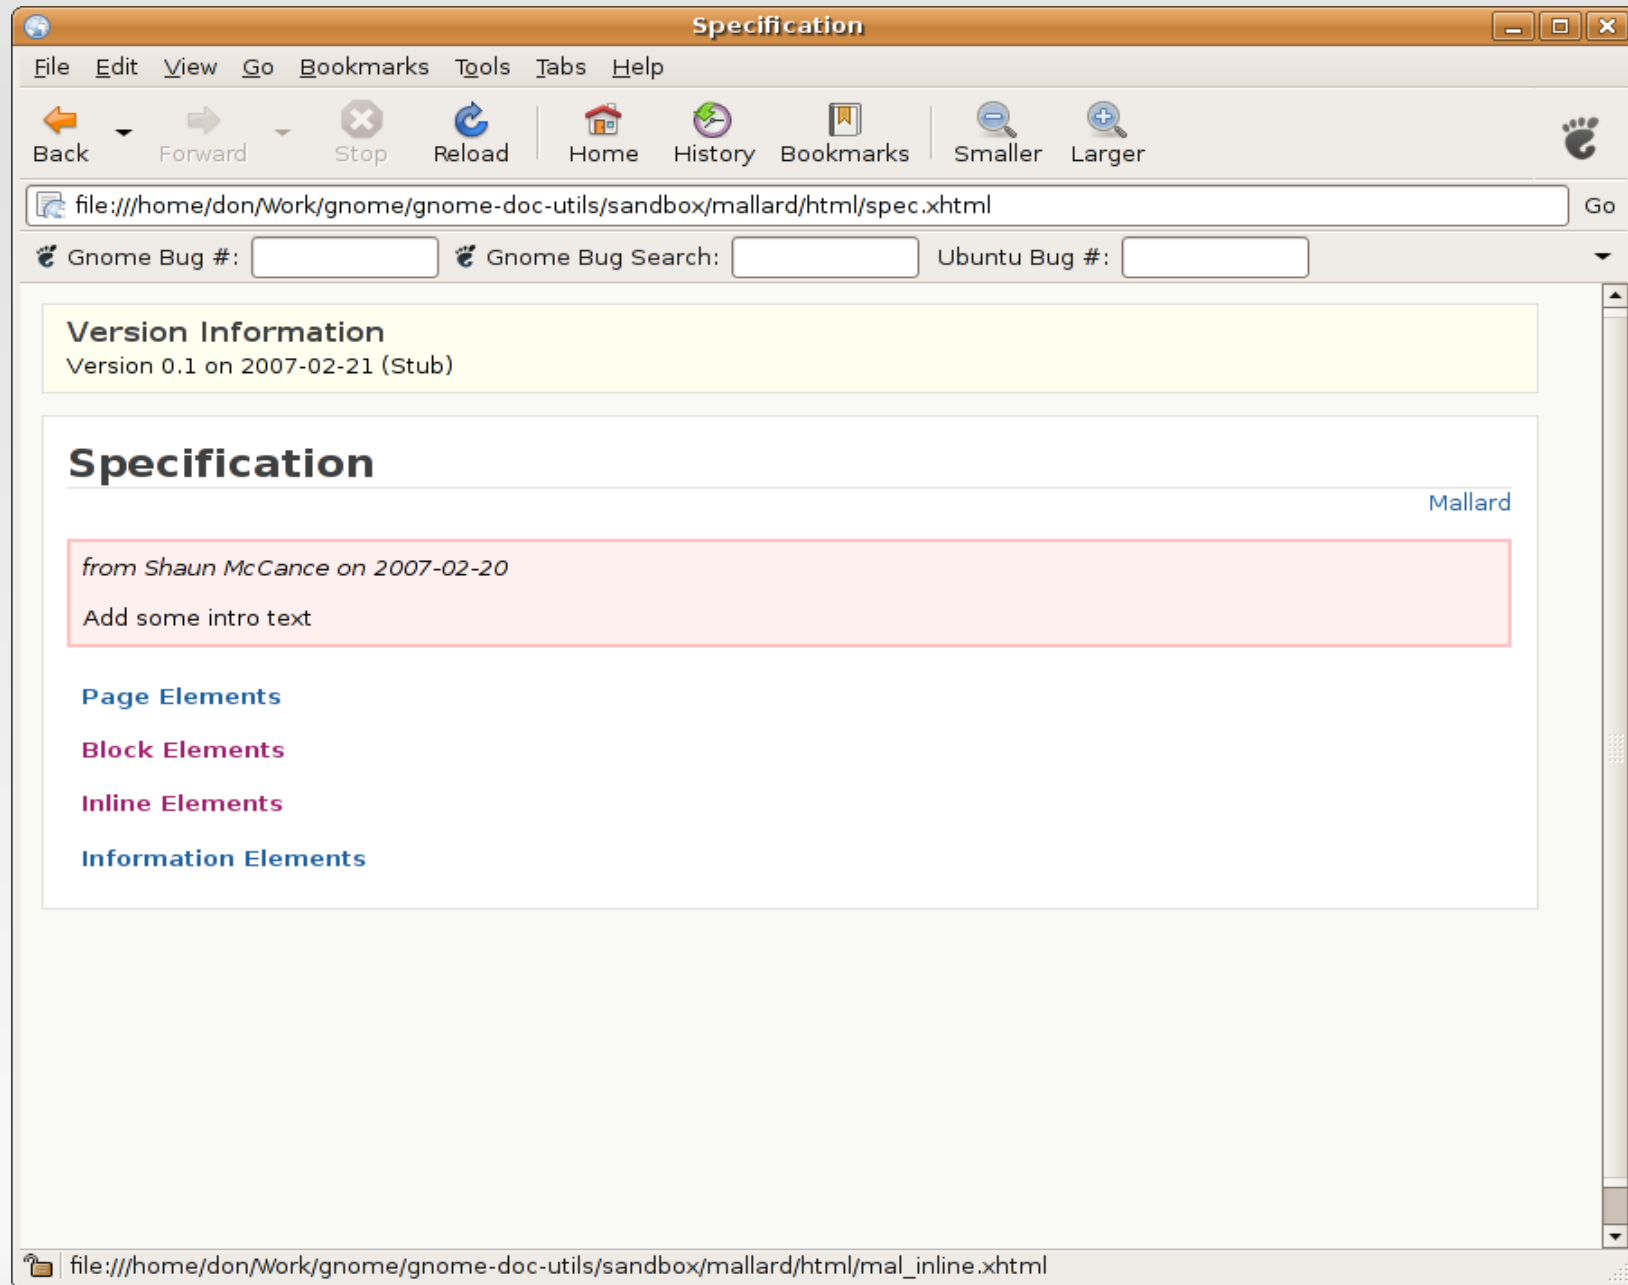 Specification
File Edit View Go Bookmarks Tools Tabs Help
Back Forward Stop Reload Home History Bookmarks Smaller Larger
file:///home/don/Work/gnome/gnome-doc-utils/sandbox/mallard/html/spec.xhtml Go
Gnome Bug #: Gnome Bug Search: Ubuntu Bug #:
Version Information
Version 0.1 on 2007-02-21 (Stub)
Specification
Mallard
from Shaun McCance on 2007-02-20
Add some intro text
Page Elements
Block Elements
Inline Elements
Information Elements
file:///home/don/Work/gnome/gnome-doc-utils/sandbox/mallard/html/mal_inline.xhtml